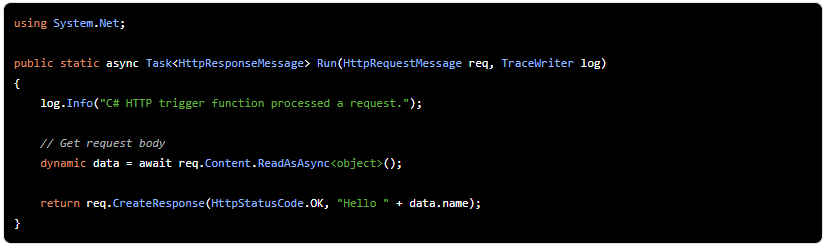 using System.Net;
public static async Task<HttpResponseMessage> Run(HttpRequestMessage req, TraceWriter log)
{
    log.Info("C# HTTP trigger function processed a request.");
    // Get request body
    dynamic data = await req.Content.ReadAsAsync<object>();
    return req.CreateResponse(HttpStatusCode.OK, "Hello " + data.name);
}